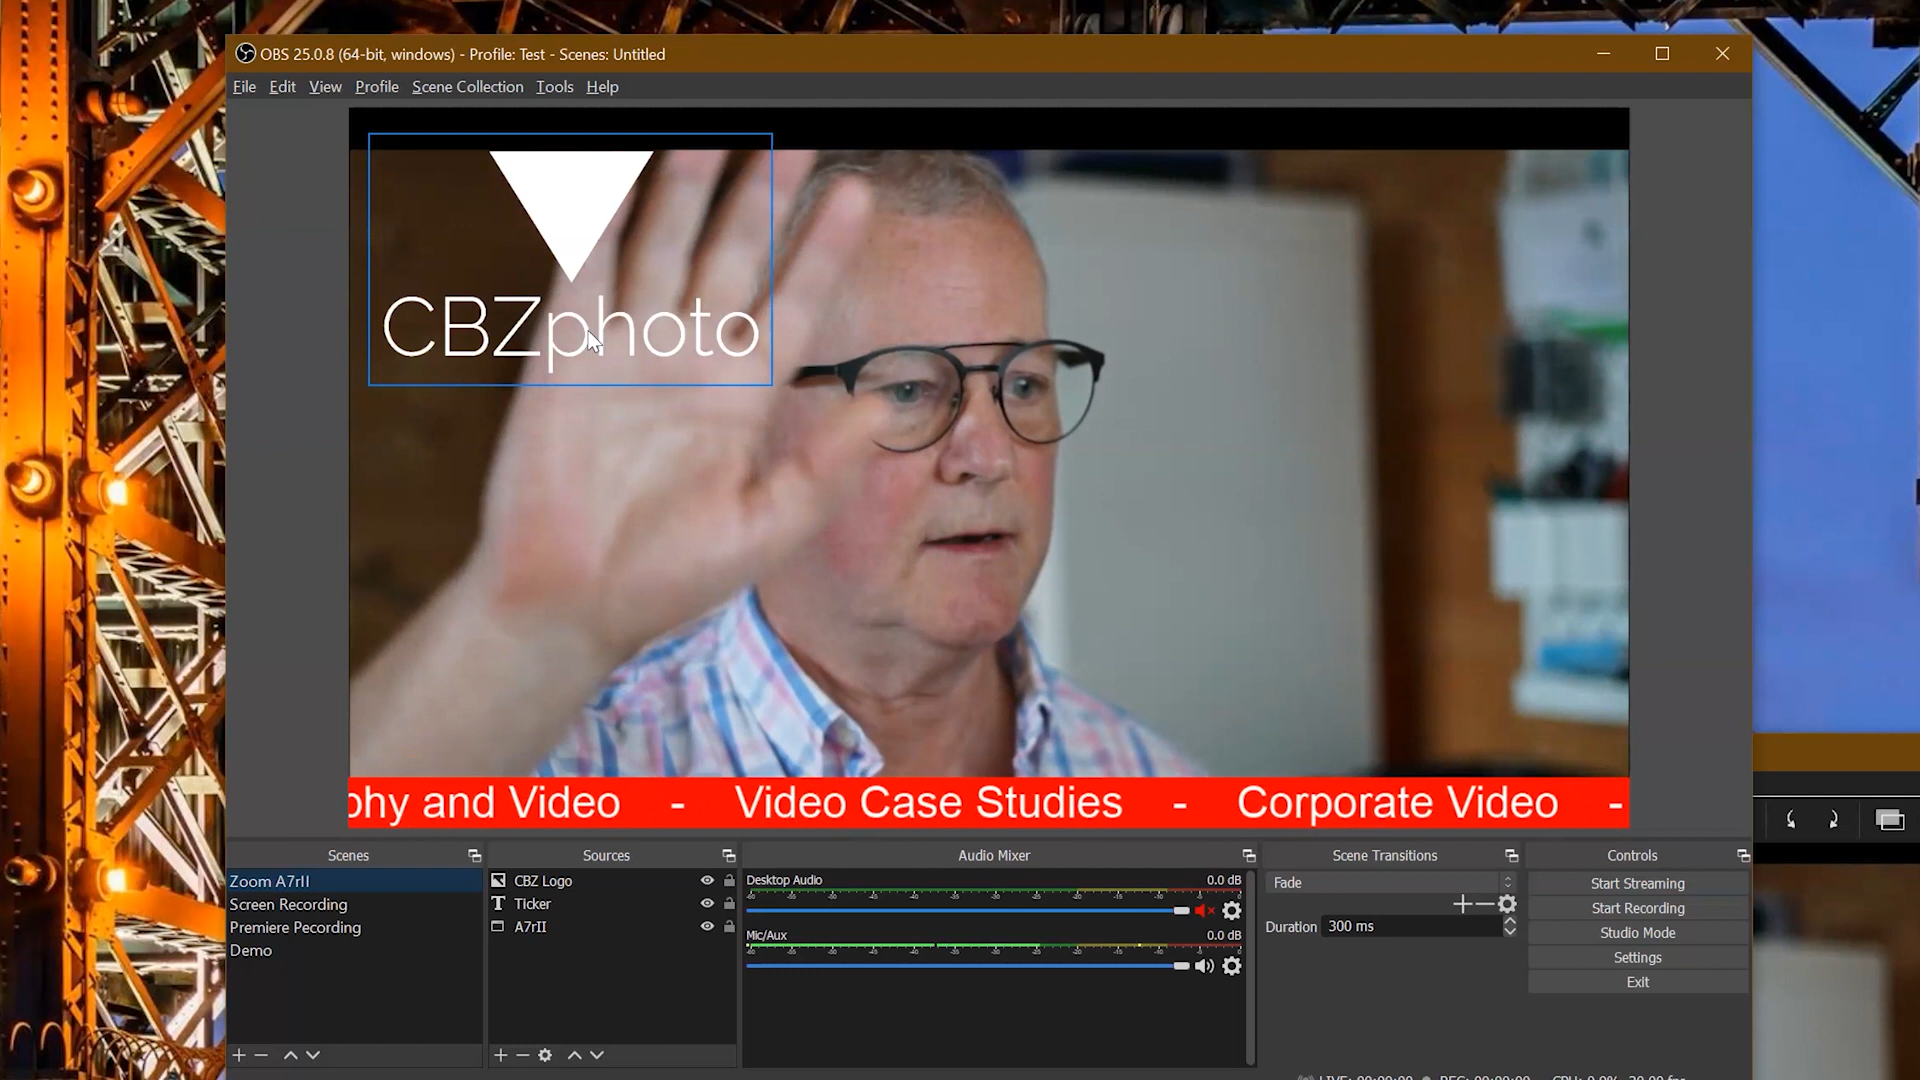 OBS 25.0.8 (64-bit, windows) - Profile: Test - Scenes: Untitled
File Edit View Profile Scene Collection Tools Help
CBZphoto
phy and Video - Video Case Studies - Corporate Video -
Scenes
Zoom A7rII
Screen Recording
Premiere Pecording
Demo
Sources
CBZ Logo
Ticker
A7rII
Audio Mixer
Desktop Audio 0.0 dB
Mic/Aux 0.0 dB
Scene Transitions
Fade
Duration 300 ms
Controls
Start Streaming
Start Recording
Studio Mode
Settings
Exit